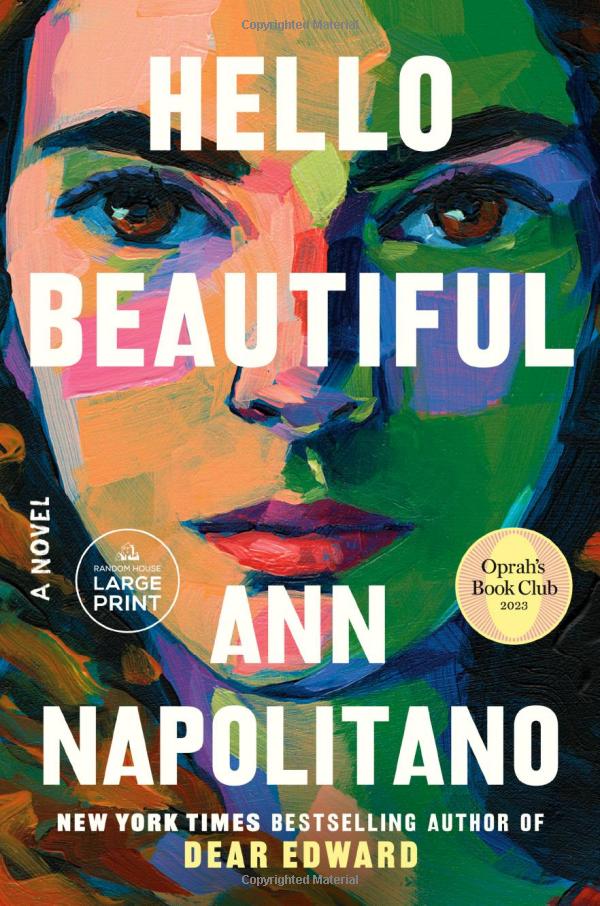 Copyrighted Material
HELLO
BEAUTIFUL
A NOVEL
RANDOM HOUSE
LARGE
PRINT
Oprah's
Book Club
2023
ANN
NAPOLITANO
NEW YORK TIMES BESTSELLING AUTHOR OF
DEAR EDWARD
Copyrighted Material